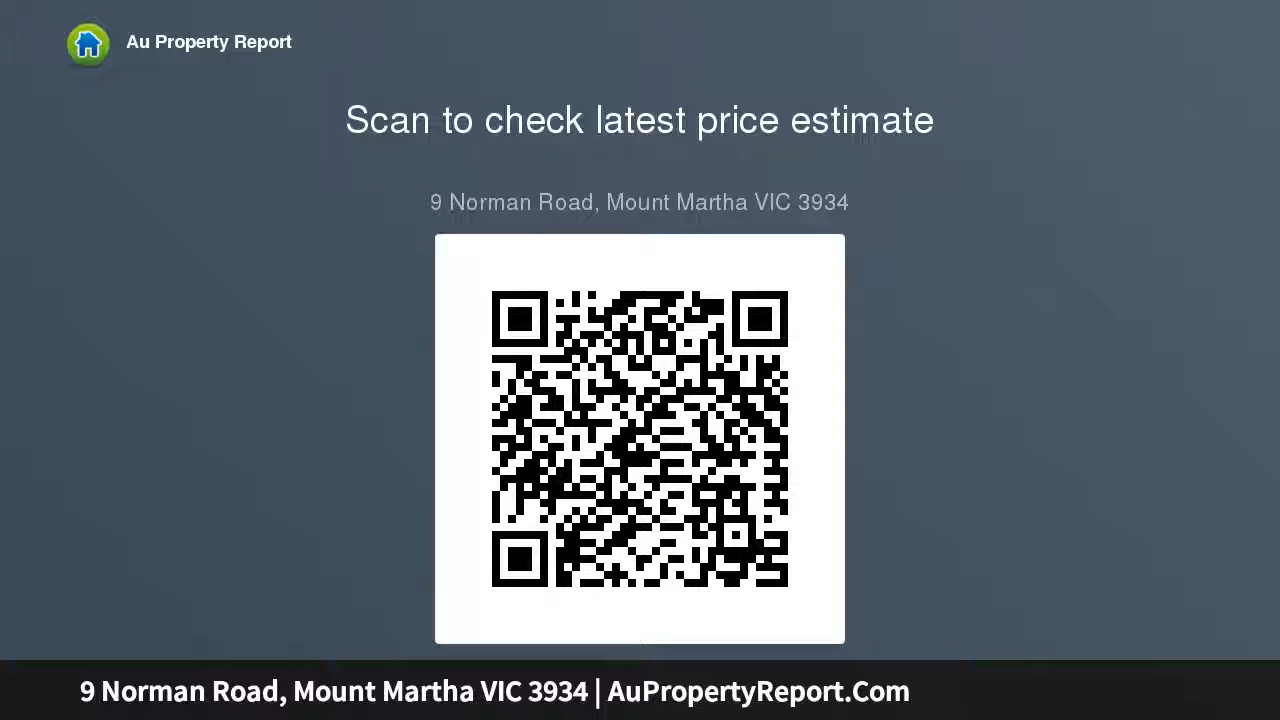 Au Property Report
Scan to check latest price estimate
9 Norman Road, Mount Martha VIC 3934
9 Norman Road, Mount Martha VIC 3934 | AuPropertyReport.Com